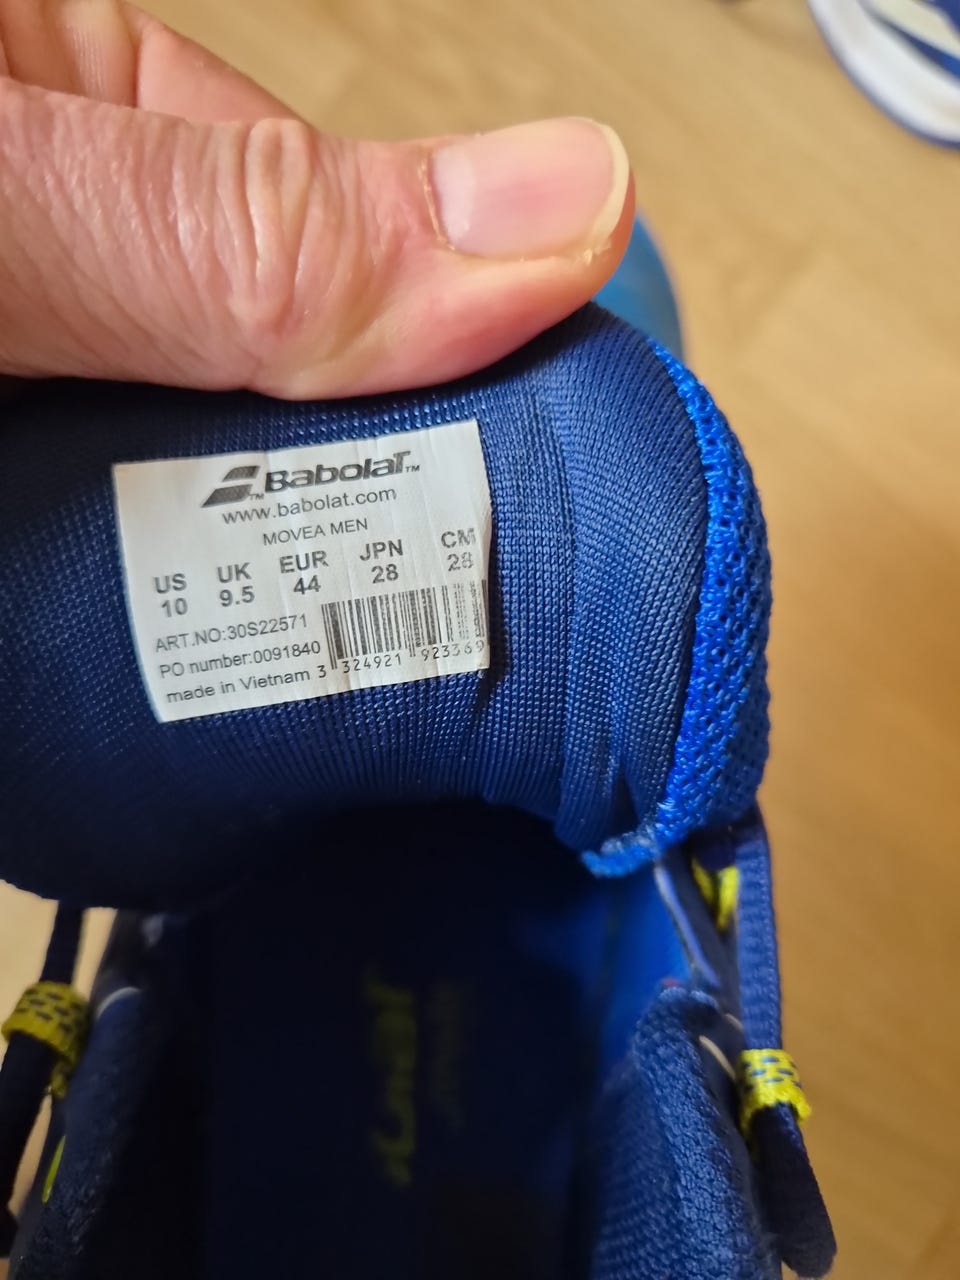 BabolaT™
www.babolat.com
MOVEA MEN
US UK EUR JPN CM
10 9.5 44 28 28
ART.NO:30S22571
PO number:0091840
made in Vietnam 3 324921 923369